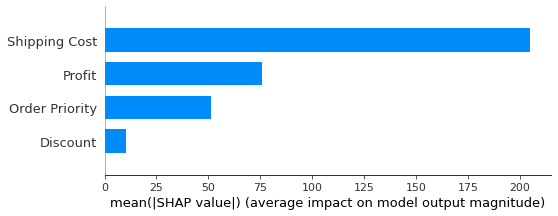 Shipping Cost
Profit
Order Priority
Discount
0 25 50 75 100 125 150 175 200
mean(|SHAP value|) (average impact on model output magnitude)